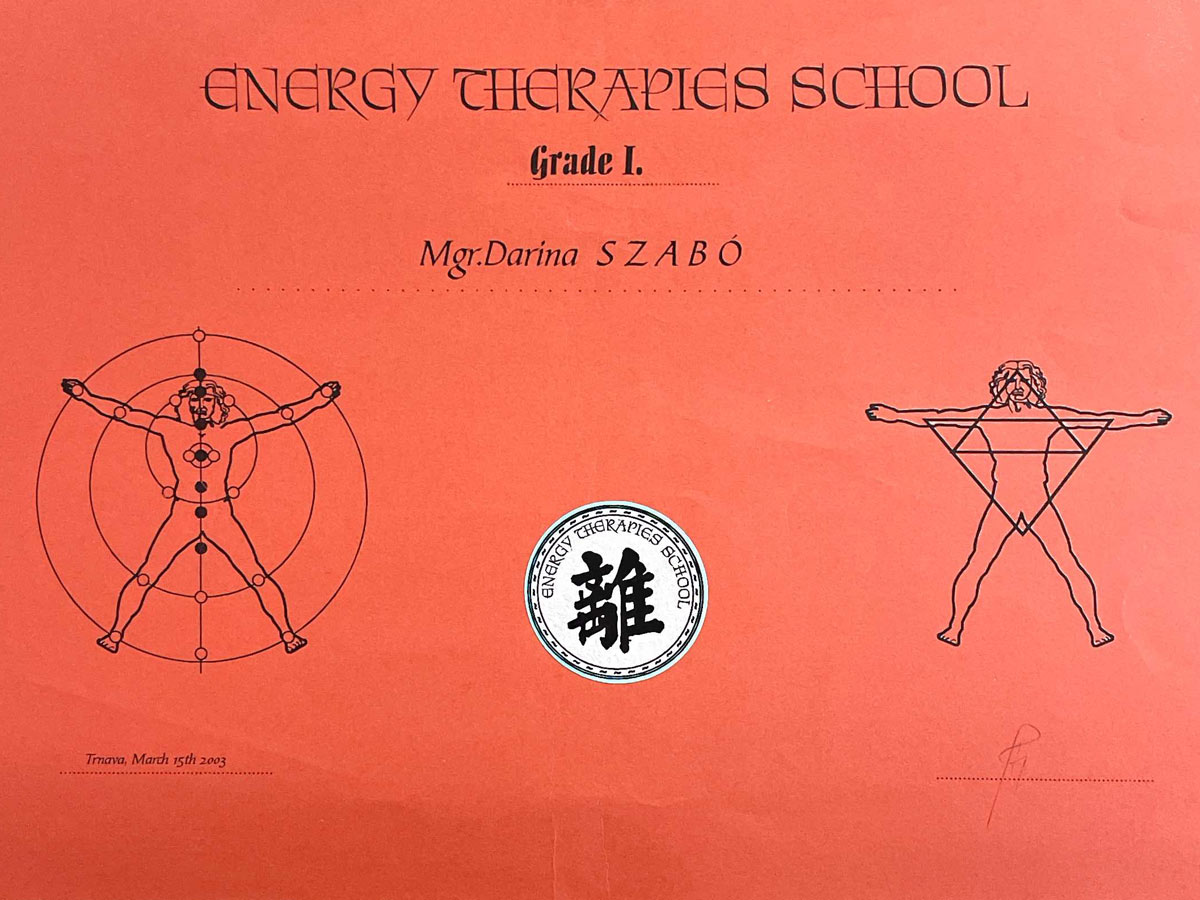 ENERGY THERAPIES SCHOOL
Grade I.
Mgr.Darina SZABÓ
ENERGY THERAPIES SCHOOL
離
Trnava, March 15th 2003